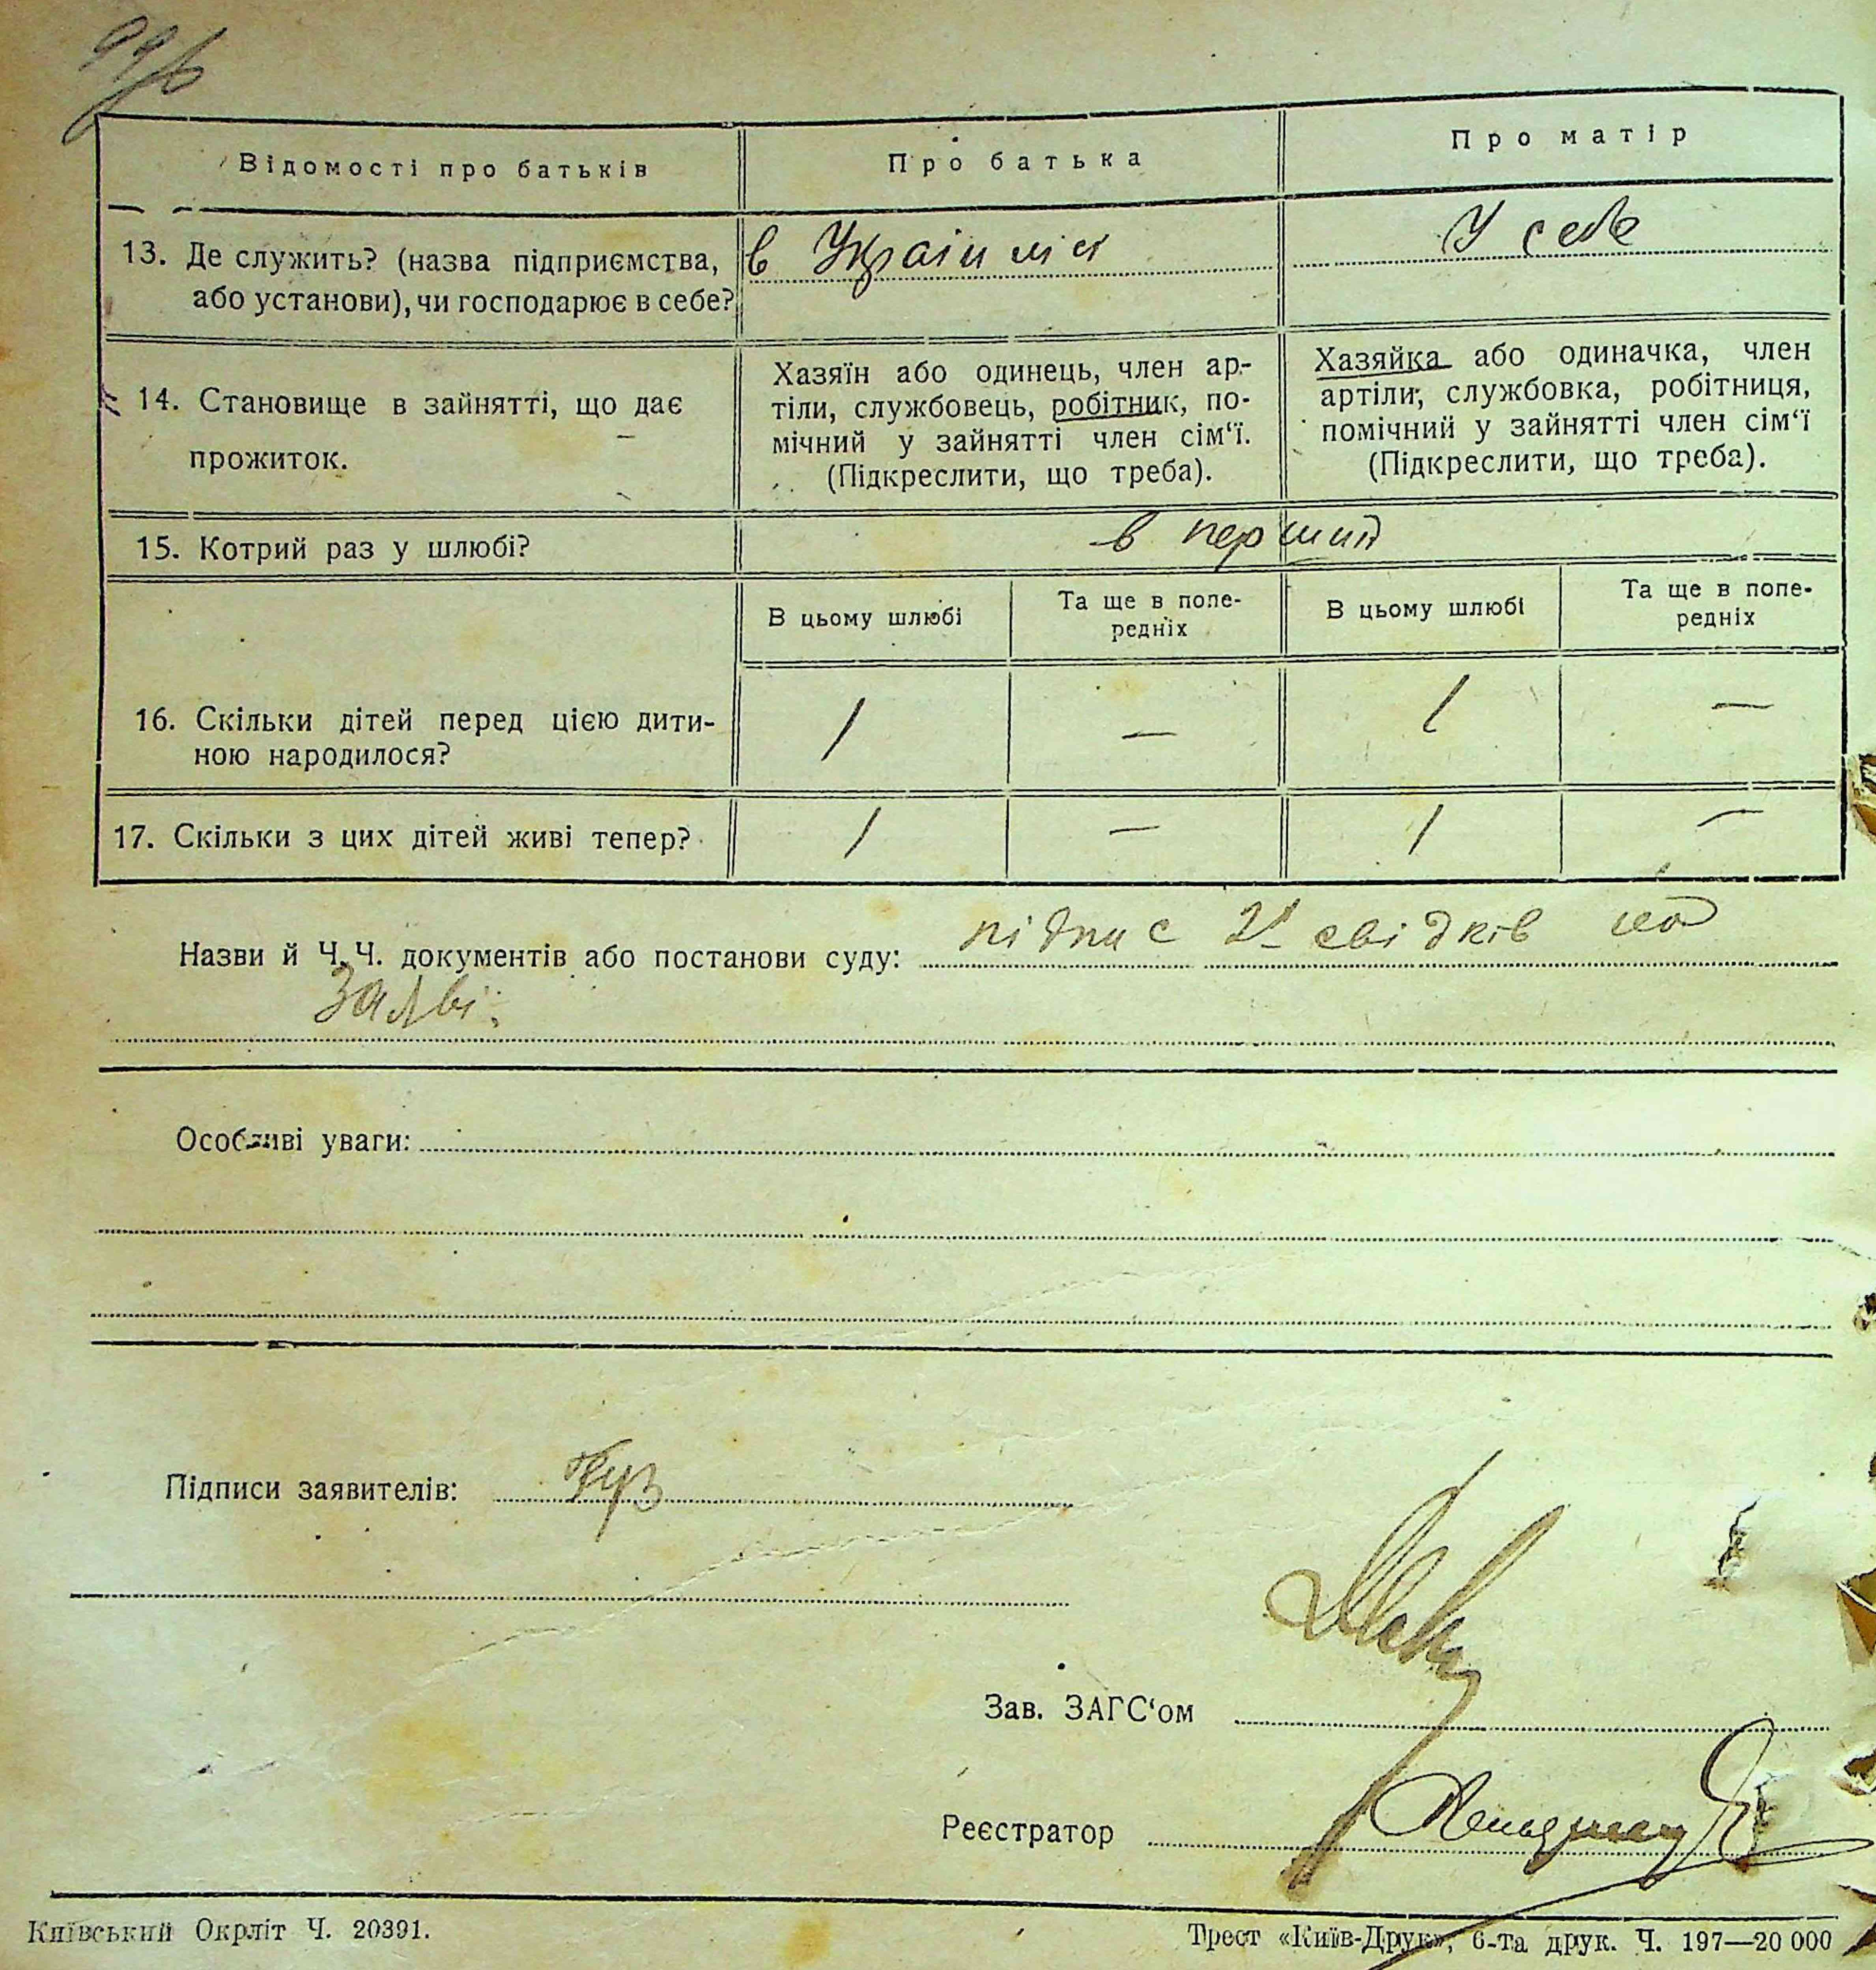 Відомості про батьків
Про батька
Про матір
13. Де служить? (назва підприємства, або установи), чи господарює в себе?
в Україн ліс
У себе
14. Становище в зайнятті, що дає прожиток.
Хазяїн або одинець, член ар-
тіли, службовець, робітник, по-
мічний у зайнятті член сім‘ї.
(Підкреслити, що треба).
Хазяйка або одиначка, член
артіли, службовка, робітниця,
помічний у зайнятті член сім‘ї
(Підкреслити, що треба).
15. Котрий раз у шлюбі?
в перший
В цьому шлюбі
Та ще в попе-
редніх
В цьому шлюбі
Та ще в попе-
редніх
16. Скільки дітей перед цією дити-
ною народилося?
1 — 1 —
17. Скільки з цих дітей живі тепер?
1 — 1 —
Назви й Ч.Ч. документів або постанови суду: підпис 2х свідків на
заяві.
Особливі уваги:
Підписи заявителів:
Зав. ЗАГС‘ом
Реєстратор
Київський Окрліт Ч. 20391.
Трест «Київ-Друк», 6-та друк. Ч. 197—20 000